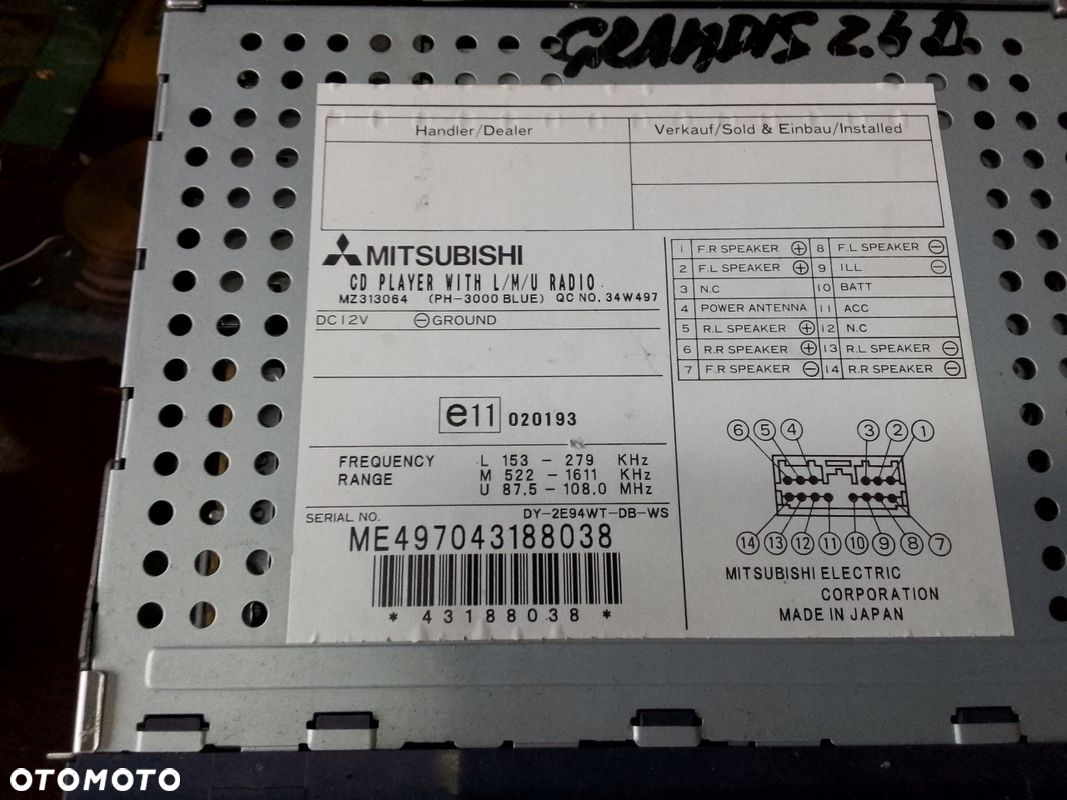 GRANDIS 2.4 D
Handler/Dealer
Verkauf/Sold & Einbau/Installed
MITSUBISHI
CD PLAYER WITH L/M/U RADIO
MZ313064 (PH-3000 BLUE) QC NO. 34W497
DC12V ⊖GROUND
1 F.R SPEAKER ⊕ 8 F.L SPEAKER ⊖
2 F.L SPEAKER ⊕ 9 ILL ⊖
3 N.C 10 BATT
4 POWER ANTENNA 11 ACC
5 R.L SPEAKER ⊕ 12 N.C
6 R.R SPEAKER ⊕ 13 R.L SPEAKER ⊖
7 F.R SPEAKER ⊖ 14 R.R SPEAKER ⊖
e11 020193
FREQUENCY RANGE
L 153 - 279 KHz
M 522 - 1611 KHz
U 87.5 - 108.0 MHz
SERIAL NO. DY-2E94WT-DB-WS
ME497043188038
* 43188038 *
6 5 4 3 2 1
14 13 12 11 10 9 8 7
MITSUBISHI ELECTRIC
CORPORATION
MADE IN JAPAN
OTOMOTO